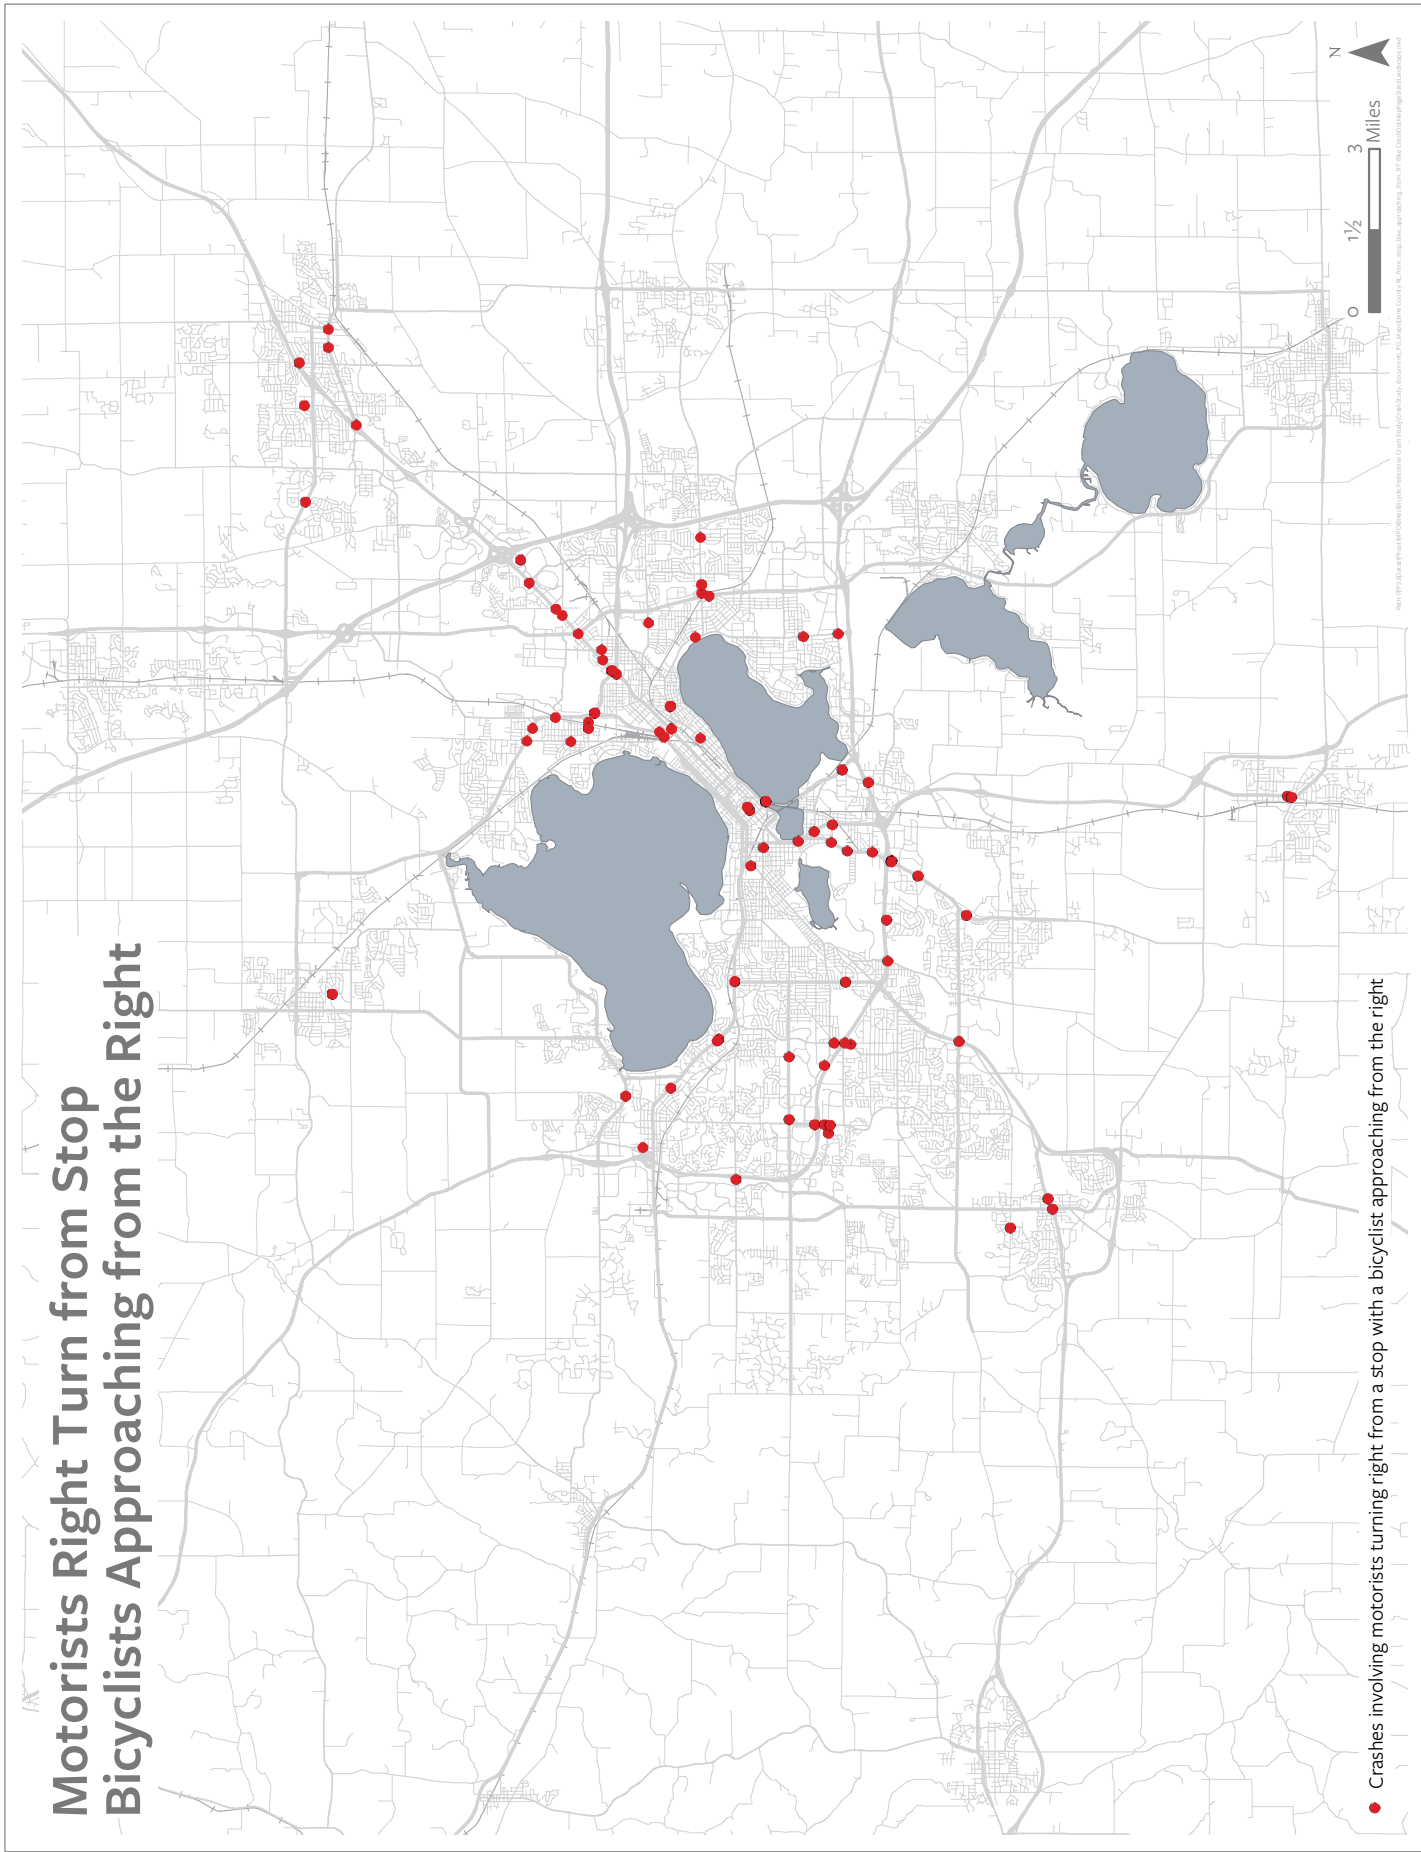 Motorists Right Turn from Stop
Bicyclists Approaching from the Right
Crashes involving motorists turning right from a stop with a bicyclist approaching from the right
0 1½ 3
Miles
N